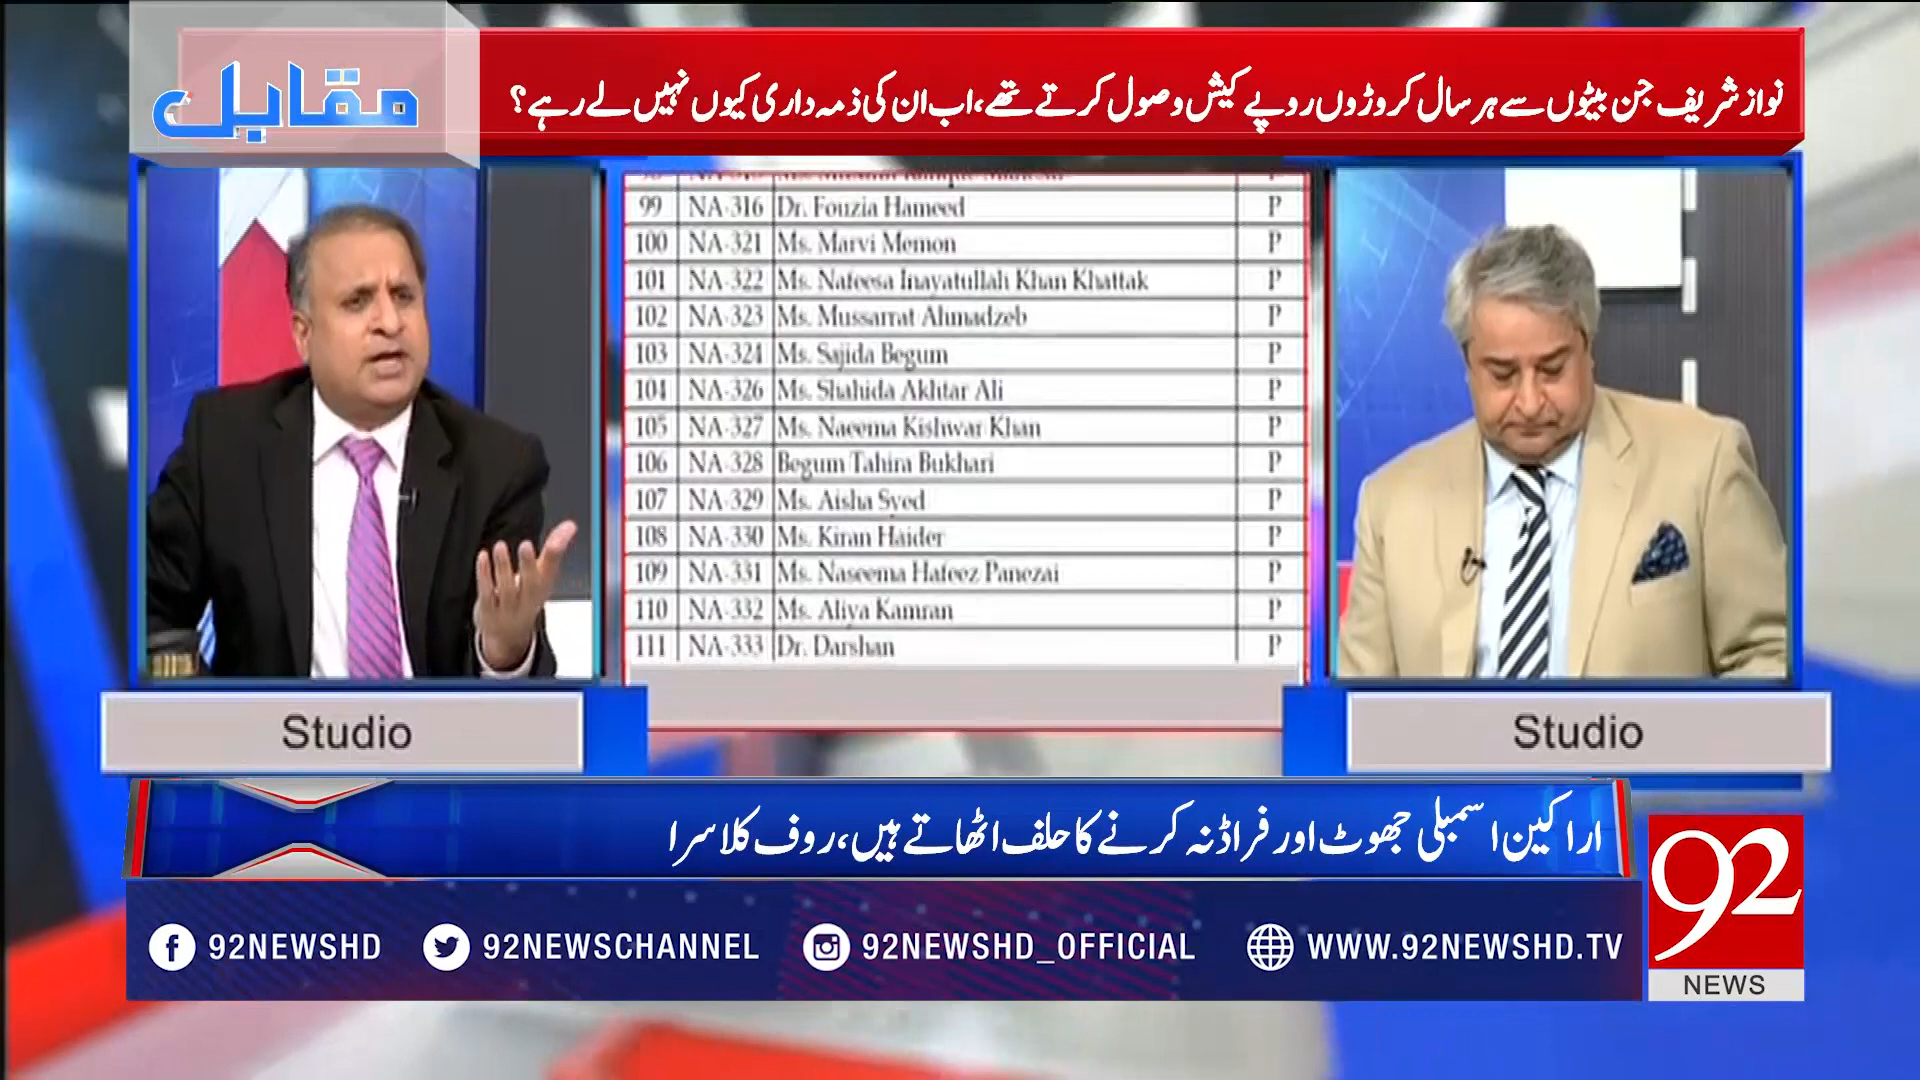 مقابل
نواز شریف جن بیٹوں سے ہر سال کروڑوں روپے کیش وصول کرتے تھے، اب ان کی ذمہ داری کیوں نہیں لے رہے؟
99 NA-316 Dr. Fouzia Hameed P
100 NA-321 Ms. Marvi Memon P
101 NA-322 Ms. Nafeesa Inayatullah Khan Khattak P
102 NA-323 Ms. Mussarrat Ahmadzeb P
103 NA-324 Ms. Sajida Begum P
104 NA-326 Ms. Shahida Akhtar Ali P
105 NA-327 Ms. Naeema Kishwar Khan P
106 NA-328 Begum Tahira Bukhari P
107 NA-329 Ms. Aisha Syed P
108 NA-330 Ms. Kiran Haider P
109 NA-331 Ms. Naseema Hafeez Panezai P
110 NA-332 Ms. Aliya Kamran P
111 NA-333 Dr. Darshan P
Studio
Studio
اراکین اسمبلی جھوٹ اور فراڈ نہ کرنے کا حلف اٹھاتے ہیں، روف کلاسرا
92NEWSHD 92NEWSCHANNEL 92NEWSHD_OFFICIAL WWW.92NEWSHD.TV
92
NEWS